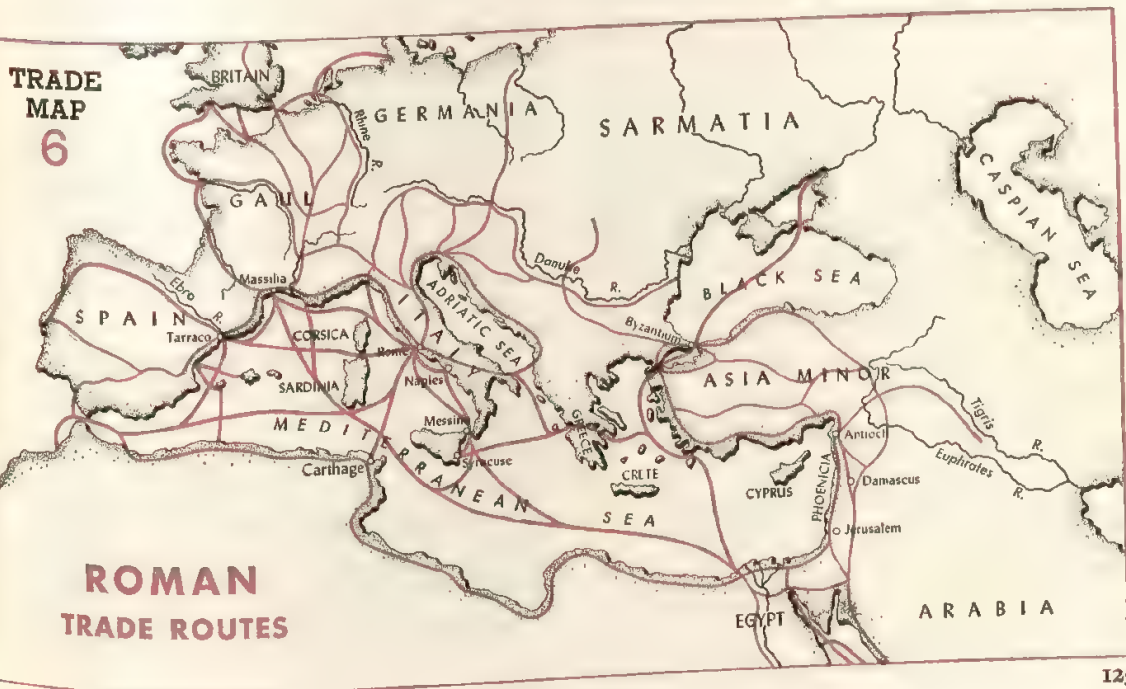 TRADE
MAP
6
BRITAIN
GERMANIA
SARMATIA
Rhine
R.
GAUL
CASPIAN SEA
Massilia
Ebro
R.
SPAIN
Tarraco
CORSICA
SARDINIA
ITALY
Rome
Naples
ADRIATIC SEA
Danube
R.
BLACK SEA
Byzantium
ASIA MINOR
Tigris
R.
Euphrates
R.
Messina
Syracuse
GREECE
MEDITERRANEAN
SEA
Carthage
CRETE
CYPRUS
PHOENICIA
Antioch
Damascus
Jerusalem
EGYPT
ARABIA
ROMAN
TRADE ROUTES